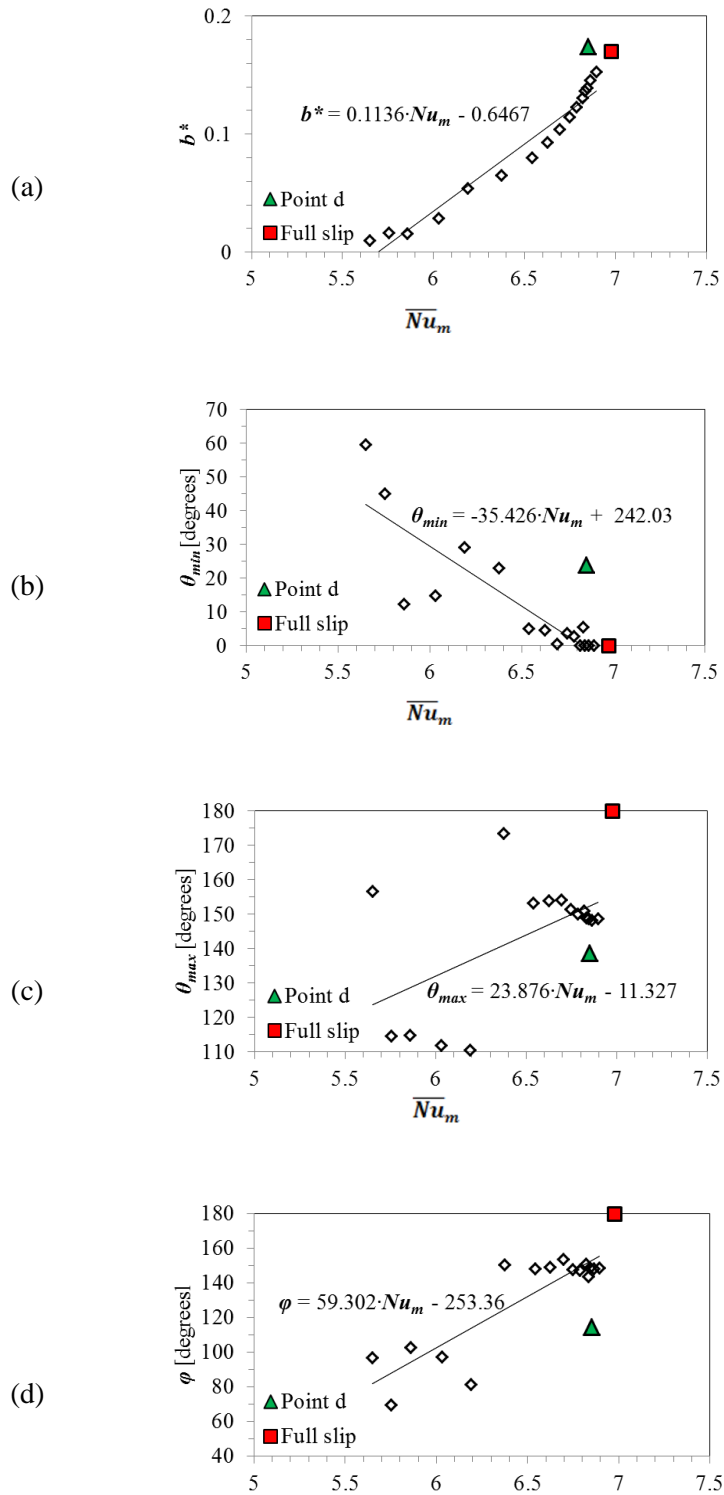 (a)
b*
0.2
0.1
0
b* = 0.1136·Nu_m - 0.6467
Point d
Full slip
5 5.5 6 6.5 7 7.5
N̅u̅_m
(b)
θ_min [degrees]
70
60
50
40
30
20
10
0
θ_min = -35.426·Nu_m + 242.03
Point d
Full slip
5 5.5 6 6.5 7 7.5
N̅u̅_m
(c)
θ_max [degrees]
180
170
160
150
140
130
120
110
Point d
θ_max = 23.876·Nu_m - 11.327
Full slip
5 5.5 6 6.5 7 7.5
N̅u̅_m
(d)
φ [degrees]
180
160
140
120
100
80
60
40
φ = 59.302·Nu_m - 253.36
Point d
Full slip
5 5.5 6 6.5 7 7.5